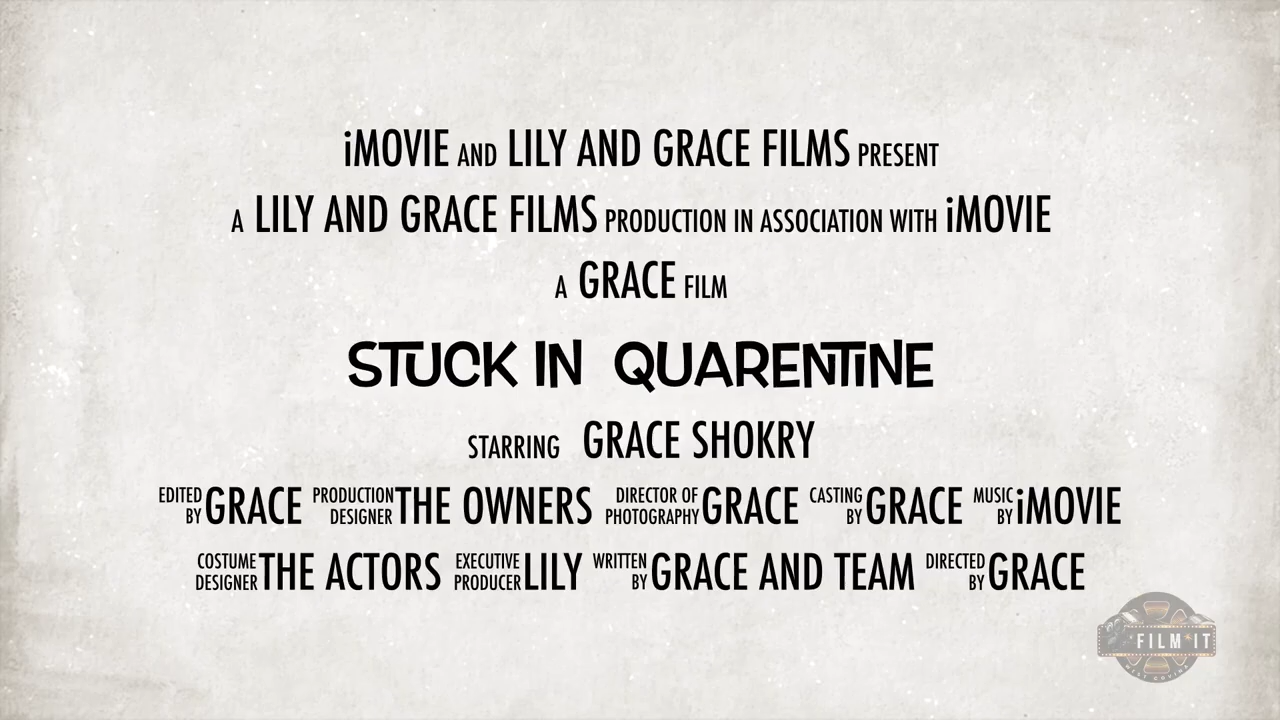 iMOVIE AND LILY AND GRACE FILMS PRESENT
A LILY AND GRACE FILMS PRODUCTION IN ASSOCIATION WITH iMOVIE
A GRACE FILM
STUCK IN QUARENTINE
STARRING GRACE SHOKRY
EDITED BY GRACE PRODUCTION DESIGNER THE OWNERS DIRECTOR OF PHOTOGRAPHY GRACE CASTING BY GRACE MUSIC BY iMOVIE
COSTUME DESIGNER THE ACTORS EXECUTIVE PRODUCER LILY WRITTEN BY GRACE AND TEAM DIRECTED BY GRACE
FILM IT
WEST COVINA